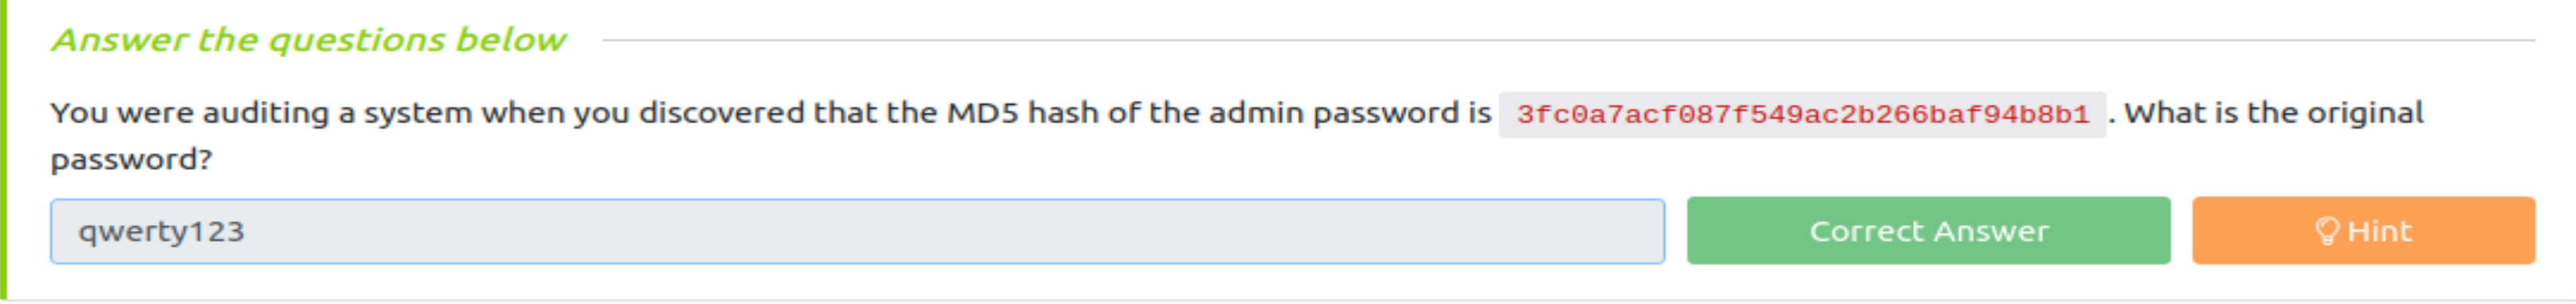 Answer the questions below
You were auditing a system when you discovered that the MD5 hash of the admin password is 3fc0a7acf087f549ac2b266baf94b8b1. What is the original
password?
qwerty123
Correct Answer
Hint